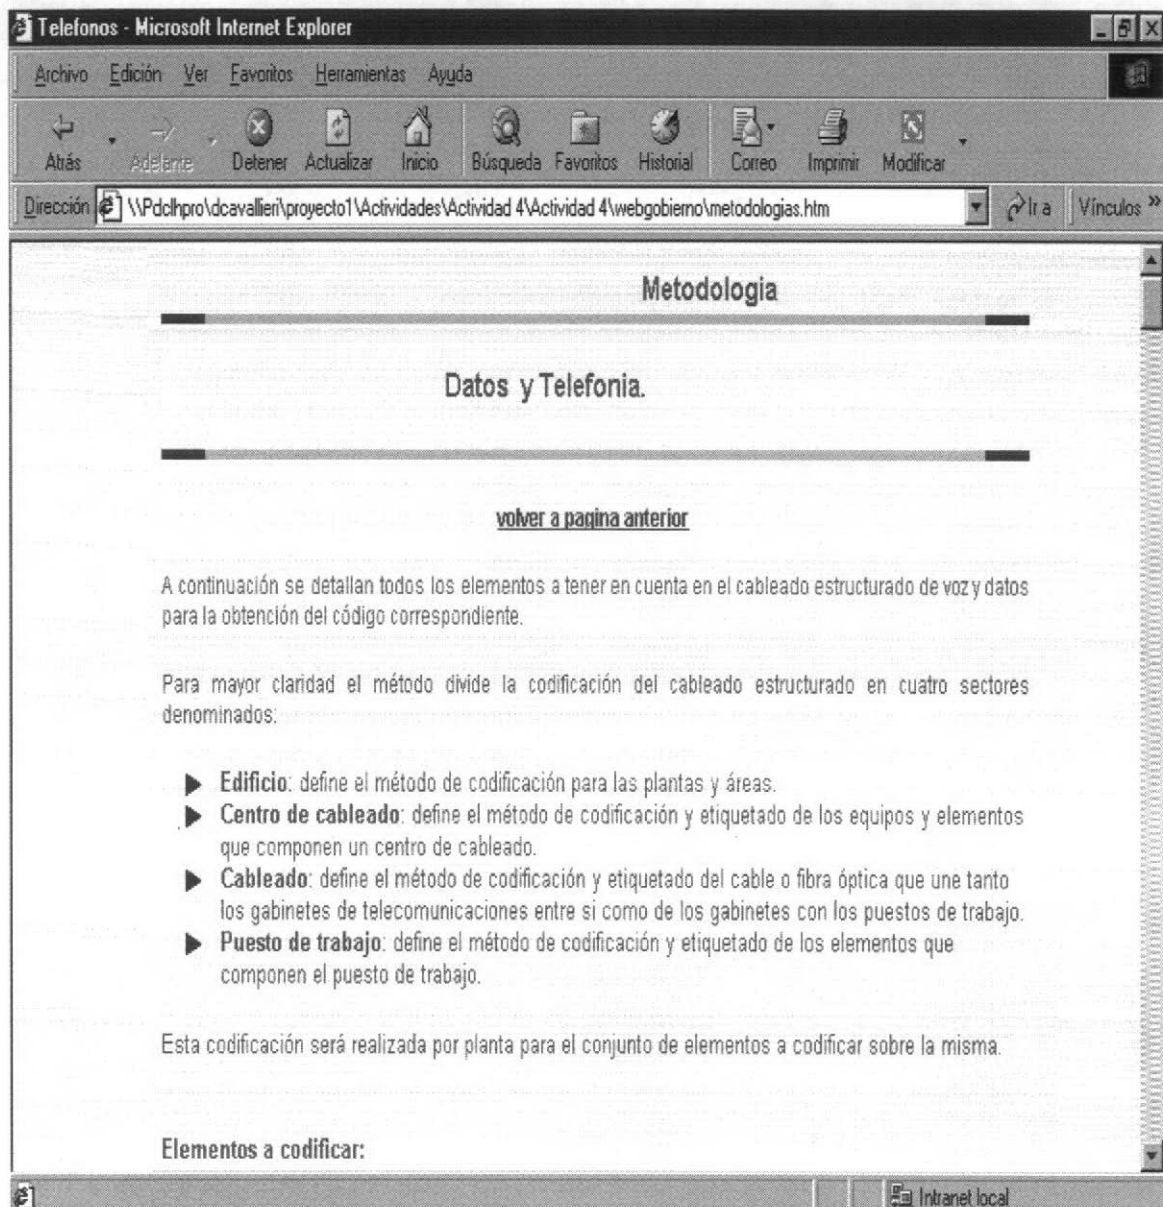 Telefonos - Microsoft Internet Explorer
Archivo Edición Ver Favoritos Herramientas Ayuda
Atrás Adelante Detener Actualizar Inicio Búsqueda Favoritos Historial Correo Imprimir Modificar
Dirección \\Pdclhpro\dcavallieri\proyecto1\Actividades\Actividad 4\Actividad 4\webgobierno\metodologias.htm Ir a Vínculos »
Metodologia
Datos y Telefonia.
volver a pagina anterior
A continuación se detallan todos los elementos a tener en cuenta en el cableado estructurado de voz y datos
para la obtención del código correspondiente.
Para mayor claridad el método divide la codificación del cableado estructurado en cuatro sectores
denominados:
Edificio: define el método de codificación para las plantas y áreas.
Centro de cableado: define el método de codificación y etiquetado de los equipos y elementos
que componen un centro de cableado.
Cableado: define el método de codificación y etiquetado del cable o fibra óptica que une tanto
los gabinetes de telecomunicaciones entre si como de los gabinetes con los puestos de trabajo.
Puesto de trabajo: define el método de codificación y etiquetado de los elementos que
componen el puesto de trabajo.
Esta codificación será realizada por planta para el conjunto de elementos a codificar sobre la misma.
Elementos a codificar:
Intranet local